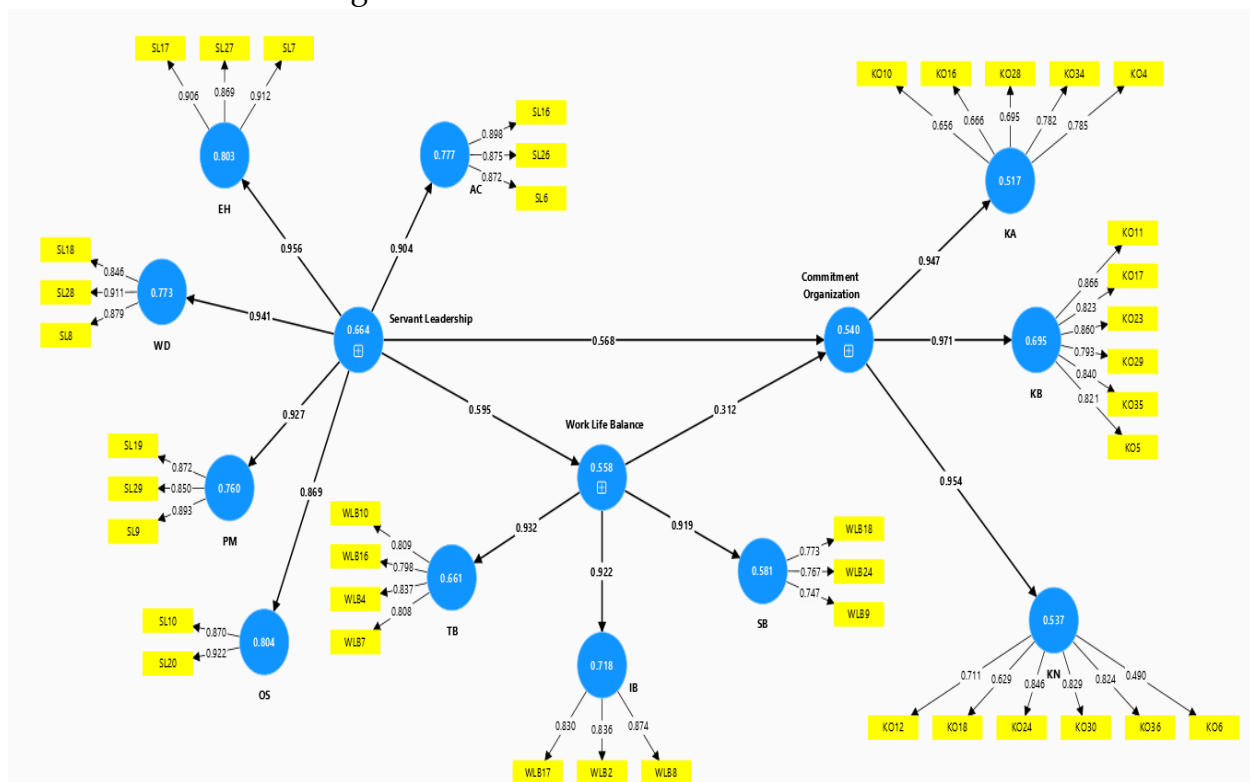 g
SL17 SL27 SL7
0.906 0.869 0.912
0.803
EH
SL16
SL26
SL6
0.898
0.875
0.872
0.777
AC
0.956
0.904
SL18
SL28
SL8
0.846
0.911
0.879
0.773
WD
0.941
0.664
Servant Leadership
0.568
0.595
0.927
0.869
SL19
SL29
SL9
0.872
0.850
0.893
0.760
PM
SL10
SL20
0.870
0.922
0.804
OS
Work Life Balance
0.558
0.312
0.932
0.922
0.919
WLB10
WLB16
WLB4
WLB7
0.809
0.798
0.837
0.808
0.661
TB
0.718
IB
0.830 0.836 0.874
WLB17 WLB2 WLB8
0.581
SB
0.773
0.767
0.747
WLB18
WLB24
WLB9
Commitment
Organization
0.540
0.947
0.971
0.954
KO10 KO16 KO28 KO34 KO4
0.656 0.666 0.695 0.782 0.785
0.517
KA
KO11
KO17
KO23
KO29
KO35
KO5
0.866
0.823
0.860
0.793
0.840
0.821
0.695
KB
0.537
KN
0.711 0.629 0.846 0.829 0.824 0.490
KO12 KO18 KO24 KO30 KO36 KO6